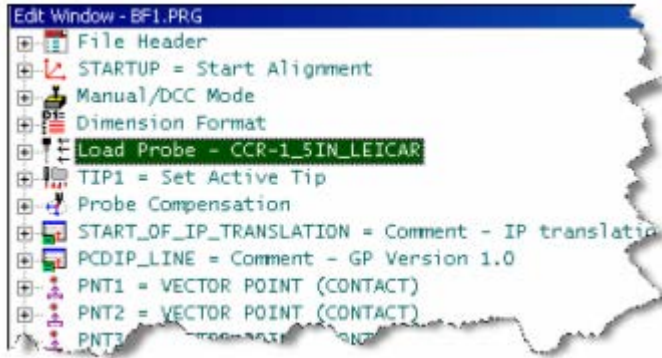 Edit Window - BF1.PRG
File Header
STARTUP = Start Alignment
Manual/DCC Mode
D1=
Dimension Format
Load Probe - CCR-1_5IN_LEICAR
TIP1 = Set Active Tip
Probe Compensation
START_OF_IP_TRANSLATION = Comment - IP translatio
PCDIP_LINE = Comment - GP Version 1.0
PNT1 = VECTOR POINT (CONTACT)
PNT2 = VECTOR POINT (CONTACT)
PNT3